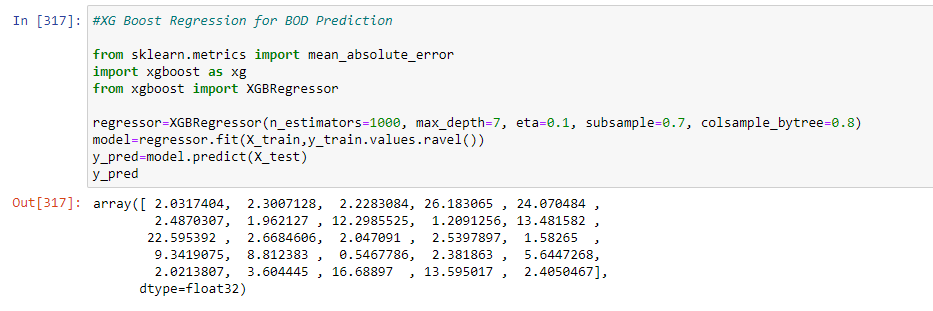 In [317]: #XG Boost Regression for BOD Prediction
from sklearn.metrics import mean_absolute_error
import xgboost as xg
from xgboost import XGBRegressor
regressor=XGBRegressor(n_estimators=1000, max_depth=7, eta=0.1, subsample=0.7, colsample_bytree=0.8)
model=regressor.fit(X_train,y_train.values.ravel())
y_pred=model.predict(X_test)
y_pred
Out[317]: array([ 2.0317404,  2.3007128,  2.2283084, 26.183065 , 24.070484 ,
2.4870307,  1.962127 , 12.2985525,  1.2091256, 13.481582 ,
22.595392 ,  2.6684606,  2.047091 ,  2.5397897,  1.58265  ,
9.3419075,  8.812383 ,  0.5467786,  2.381863 ,  5.6447268,
2.0213807,  3.604445 , 16.68897  , 13.595017 ,  2.4050467],
dtype=float32)